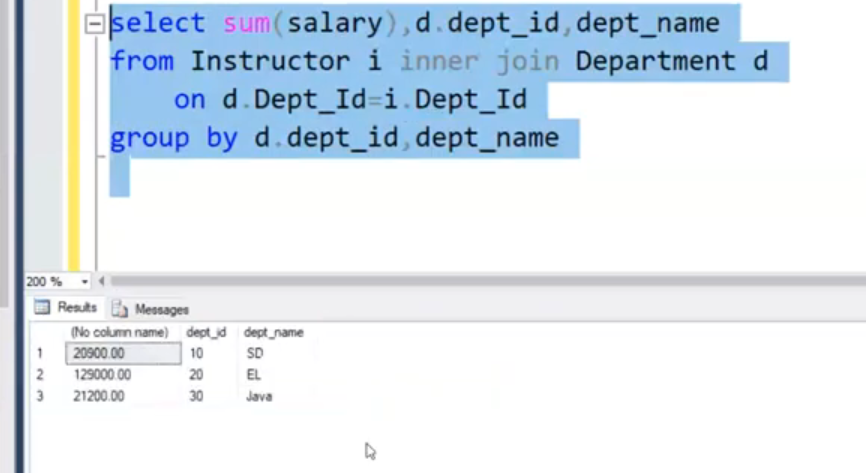 select sum(salary),d.dept_id,dept_name
from Instructor i inner join Department d
on d.Dept_Id=i.Dept_Id
group by d.dept_id,dept_name
200 %
Results Messages
(No column name) dept_id dept_name
1 20900.00 10 SD
2 129000.00 20 EL
3 21200.00 30 Java